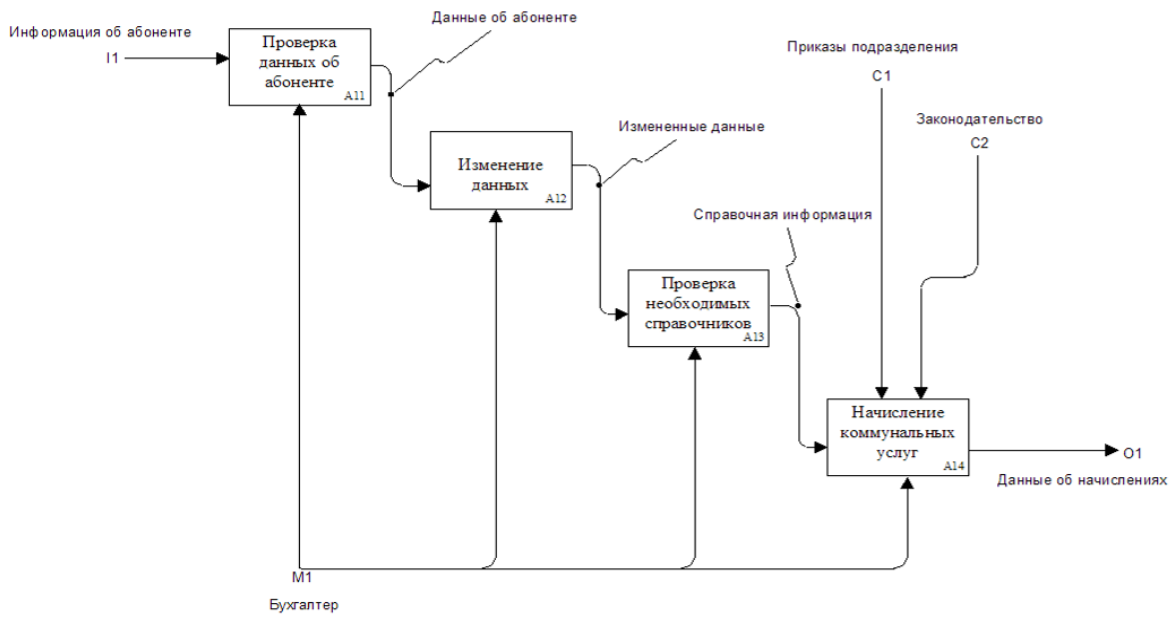 Данные об абоненте
Информация об абоненте
I1
Проверка
данных об
абоненте
A11
Приказы подразделения
C1
Законодательство
C2
Измененные данные
Изменение
данных
A12
Справочная информация
Проверка
необходимых
справочников
A13
Начисление
коммунальных
услуг
A14
O1
Данные об начислениях
M1
Бухгалтер